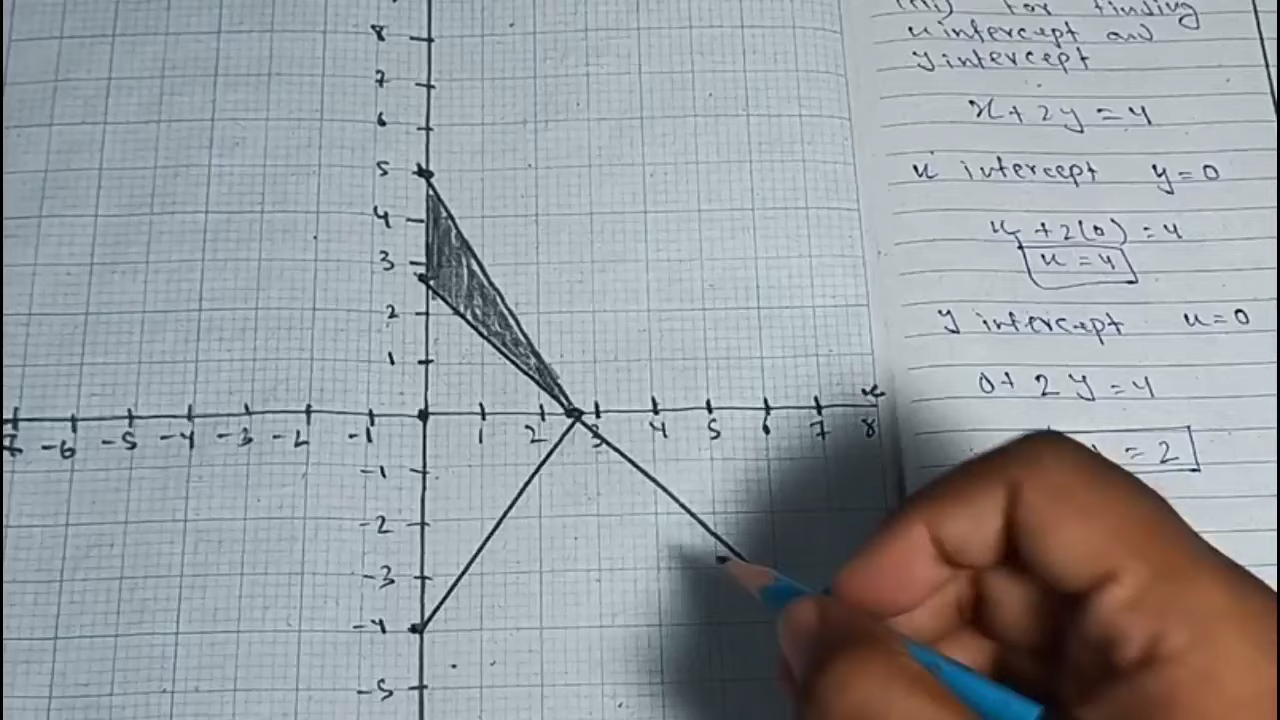 8
7
6
5
4
3
2
1
-7 -6 -5 -4 -3 -2 -1 1 2 3 4 5 6 7 8
x
-1
-2
-3
-4
-5
(iii) for finding
x intercept and
y intercept
x + 2y = 4
x intercept y = 0
x + 2(0) = 4
x = 4
y intercept x = 0
0 + 2y = 4
= 2